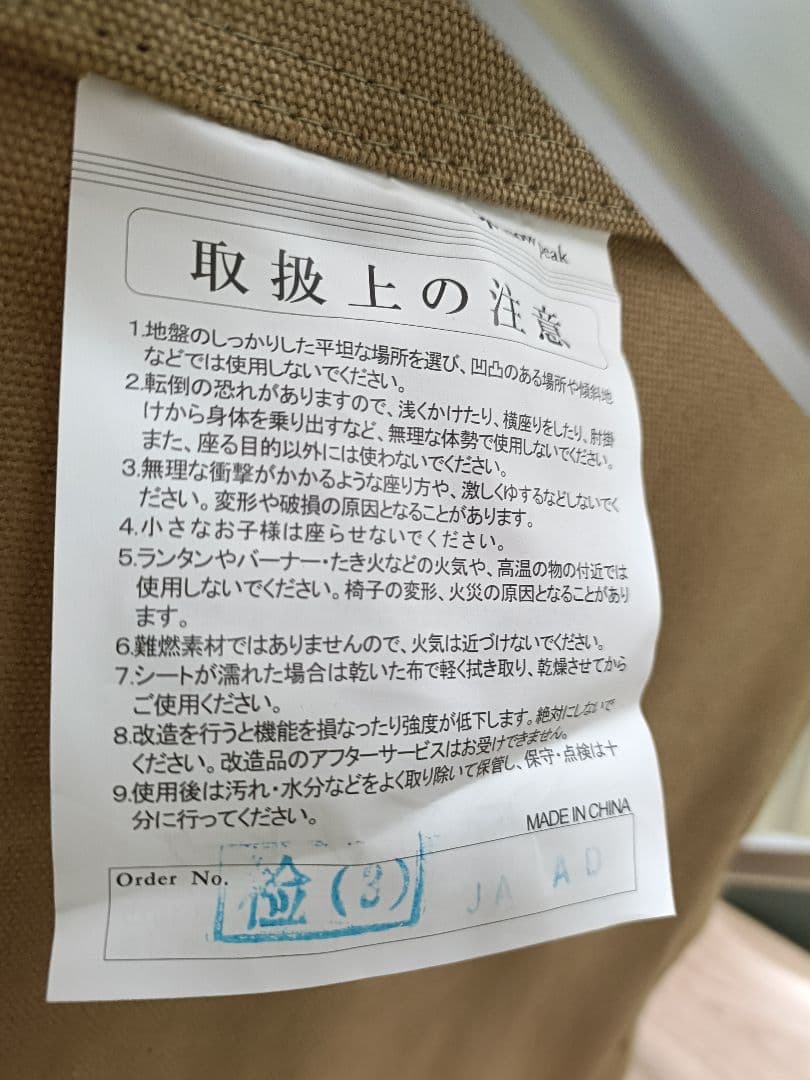 peak
取扱上の注意
1.地盤のしっかりした平坦な場所を選び、凹凸のある場所や傾斜地
などでは使用しないでください。
2.転倒の恐れがありますので、浅くかけたり、横座りをしたり、肘掛
けから身体を乗り出すなど、無理な体勢で使用しないでください。
また、座る目的以外には使わないでください。
3.無理な衝撃がかかるような座り方や、激しくゆするなどしないでく
ださい。変形や破損の原因となることがあります。
4.小さなお子様は座らせないでください。
5.ランタンやバーナー・たき火などの火気や、高温の物の付近では
使用しないでください。椅子の変形、火災の原因となることがあり
ます。
6.難燃素材ではありませんので、火気は近づけないでください。
7.シートが濡れた場合は乾いた布で軽く拭き取り、乾燥させてから
ご使用ください。
8.改造を行うと機能を損なったり強度が低下します。絶対にしないで
ください。改造品のアフターサービスはお受けできません。
9.使用後は汚れ・水分などをよく取り除いて保管し、保守・点検は十
分に行ってください。
MADE IN CHINA
Order No. 検(3) JA AD